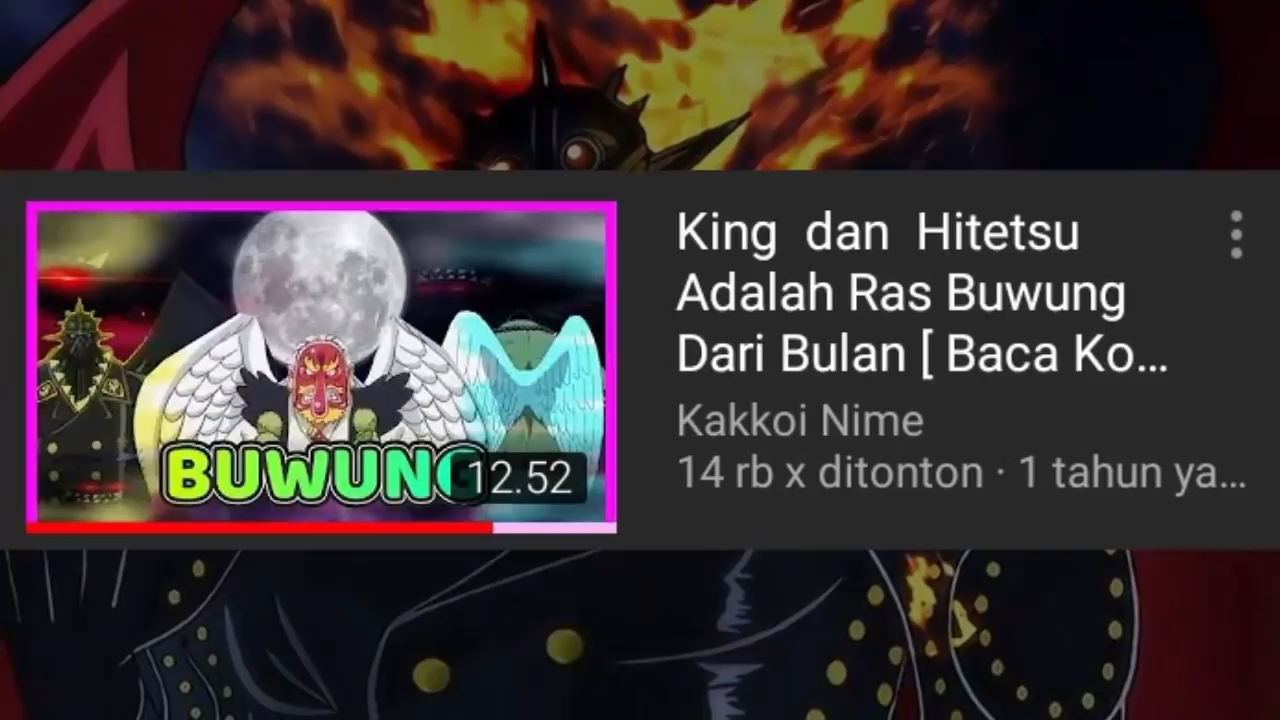 King dan Hitetsu
Adalah Ras Buwung
Dari Bulan [ Baca Ko...
Kakkoi Nime
14 rb x ditonton · 1 tahun ya...
BUWUNG
12.52